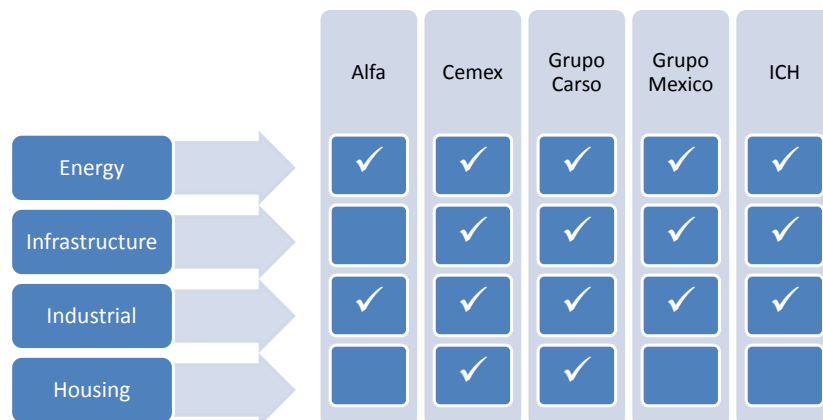 Alfa
Cemex
Grupo
Carso
Grupo
Mexico
ICH
Energy
✓ ✓ ✓ ✓ ✓
Infrastructure
✓ ✓ ✓ ✓
Industrial
✓ ✓ ✓ ✓ ✓
Housing
✓ ✓